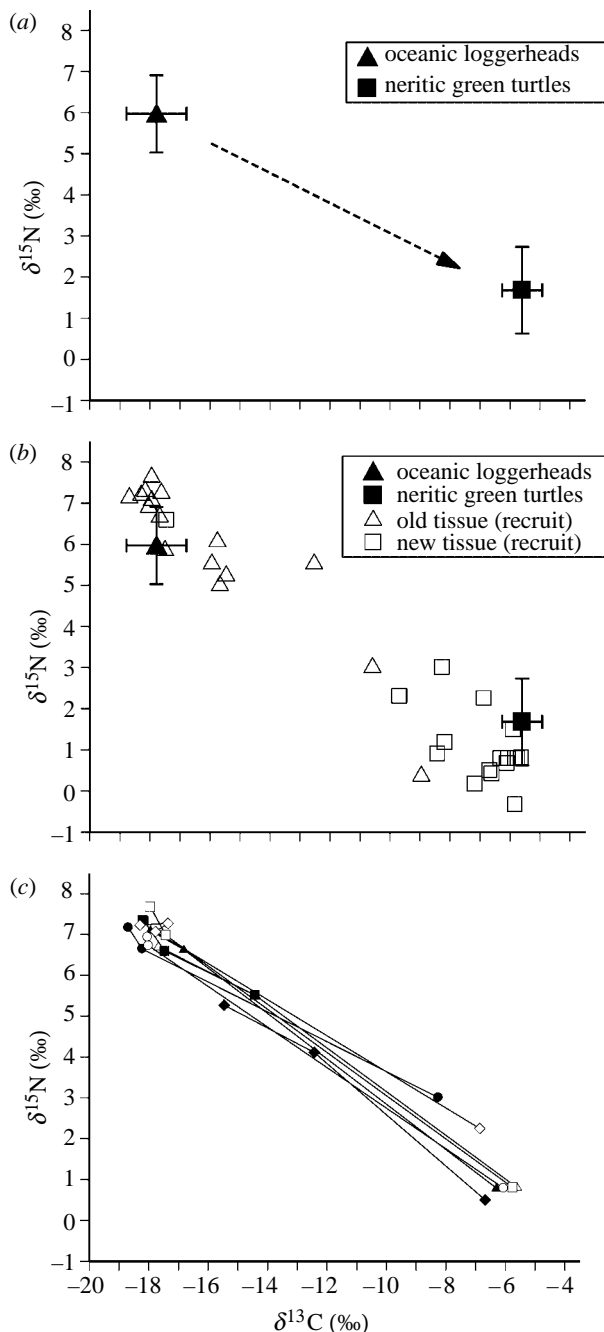 (a)
8
7
6
5
4
3
2
1
0
–1
δ15N (‰)
oceanic loggerheads
neritic green turtles
(b)
8
7
6
5
4
3
2
1
0
–1
δ15N (‰)
oceanic loggerheads
neritic green turtles
old tissue (recruit)
new tissue (recruit)
(c)
8
7
6
5
4
3
2
1
0
–1
δ15N (‰)
–20 –18 –16 –14 –12 –10 –8 –6 –4
δ13C (‰)